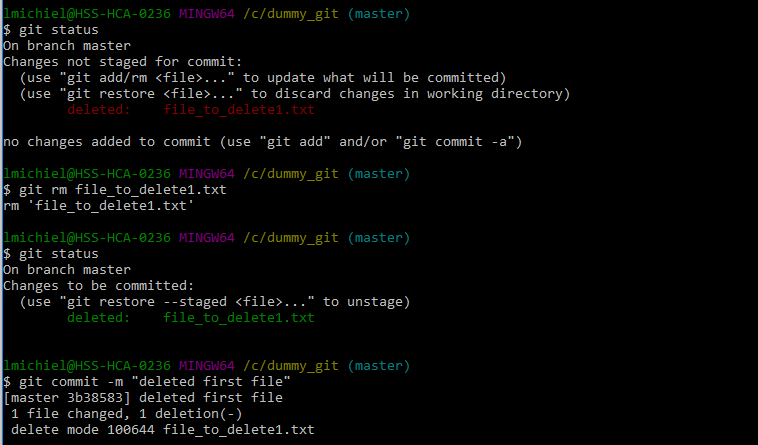 lmichiel@HSS-HCA-0236 MINGW64 /c/dummy_git (master)
$ git status
On branch master
Changes not staged for commit:
  (use "git add/rm <file>..." to update what will be committed)
  (use "git restore <file>..." to discard changes in working directory)
        deleted:    file_to_delete1.txt

no changes added to commit (use "git add" and/or "git commit -a")

lmichiel@HSS-HCA-0236 MINGW64 /c/dummy_git (master)
$ git rm file_to_delete1.txt
rm 'file_to_delete1.txt'

lmichiel@HSS-HCA-0236 MINGW64 /c/dummy_git (master)
$ git status
On branch master
Changes to be committed:
  (use "git restore --staged <file>..." to unstage)
        deleted:    file_to_delete1.txt


lmichiel@HSS-HCA-0236 MINGW64 /c/dummy_git (master)
$ git commit -m "deleted first file"
[master 3b38583] deleted first file
 1 file changed, 1 deletion(-)
 delete mode 100644 file_to_delete1.txt